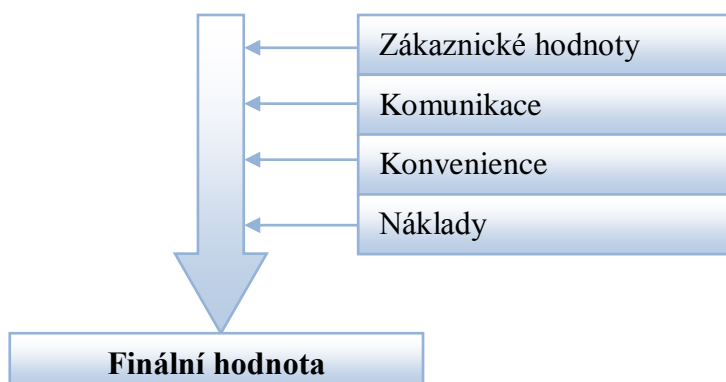 Zákaznické hodnoty
Komunikace
Konvenience
Náklady
Finální hodnota